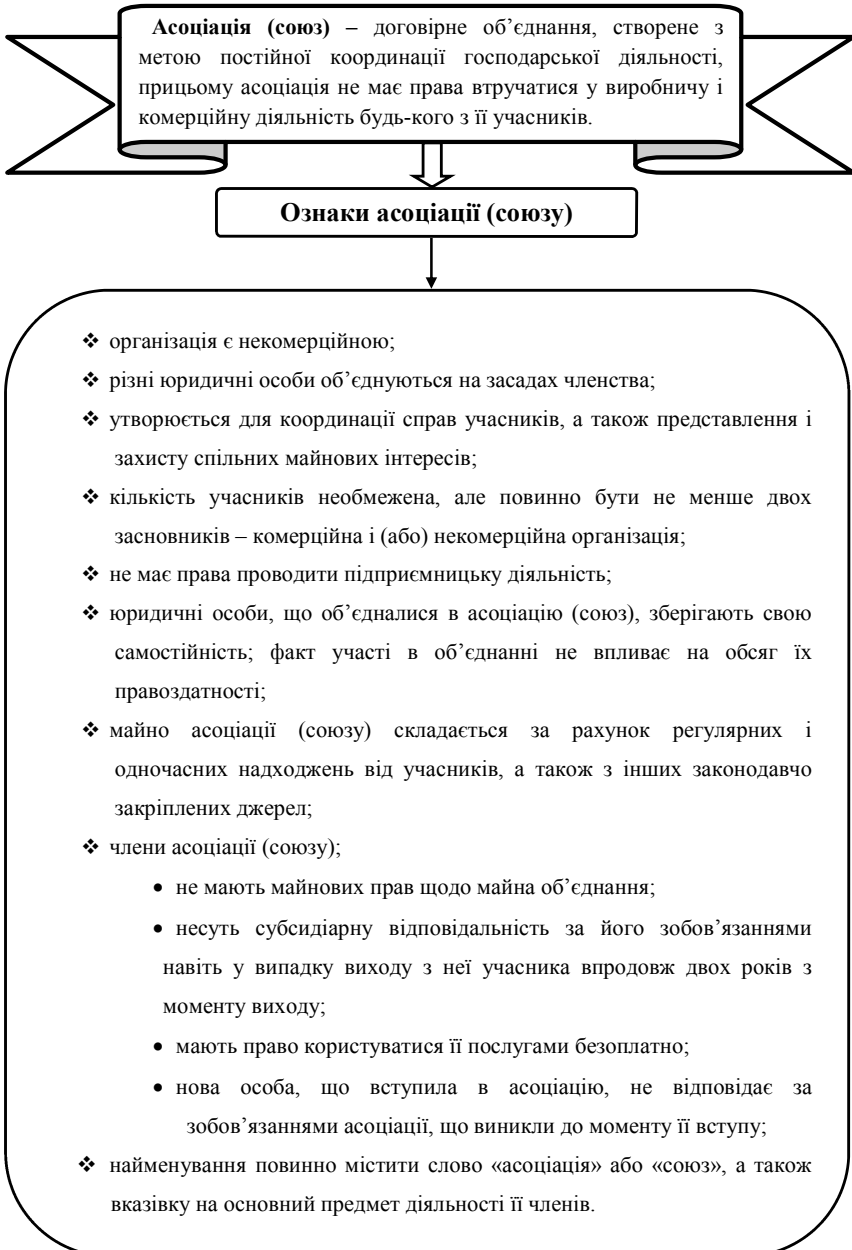 Асоціація (союз) – договірне об’єднання, створене з
метою постійної координації господарської діяльності,
прицьому асоціація не має права втручатися у виробничу і
комерційну діяльність будь-кого з її учасників.
Ознаки асоціації (союзу)
❖ організація є некомерційною;
❖ різні юридичні особи об’єднуються на засадах членства;
❖ утворюється для координації справ учасників, а також представлення і
захисту спільних майнових інтересів;
❖ кількість учасників необмежена, але повинно бути не менше двох
засновників – комерційна і (або) некомерційна організація;
❖ не має права проводити підприємницьку діяльність;
❖ юридичні особи, що об’єдналися в асоціацію (союз), зберігають свою
самостійність; факт участі в об’єднанні не впливає на обсяг їх
правоздатності;
❖ майно асоціації (союзу) складається за рахунок регулярних і
одночасних надходжень від учасників, а також з інших законодавчо
закріплених джерел;
❖ члени асоціації (союзу);
• не мають майнових прав щодо майна об’єднання;
• несуть субсидіарну відповідальність за його зобов’язаннями
навіть у випадку виходу з неї учасника впродовж двох років з
моменту виходу;
• мають право користуватися її послугами безоплатно;
• нова особа, що вступила в асоціацію, не відповідає за
зобов’язаннями асоціації, що виникли до моменту її вступу;
❖ найменування повинно містити слово «асоціація» або «союз», а також
вказівку на основний предмет діяльності її членів.